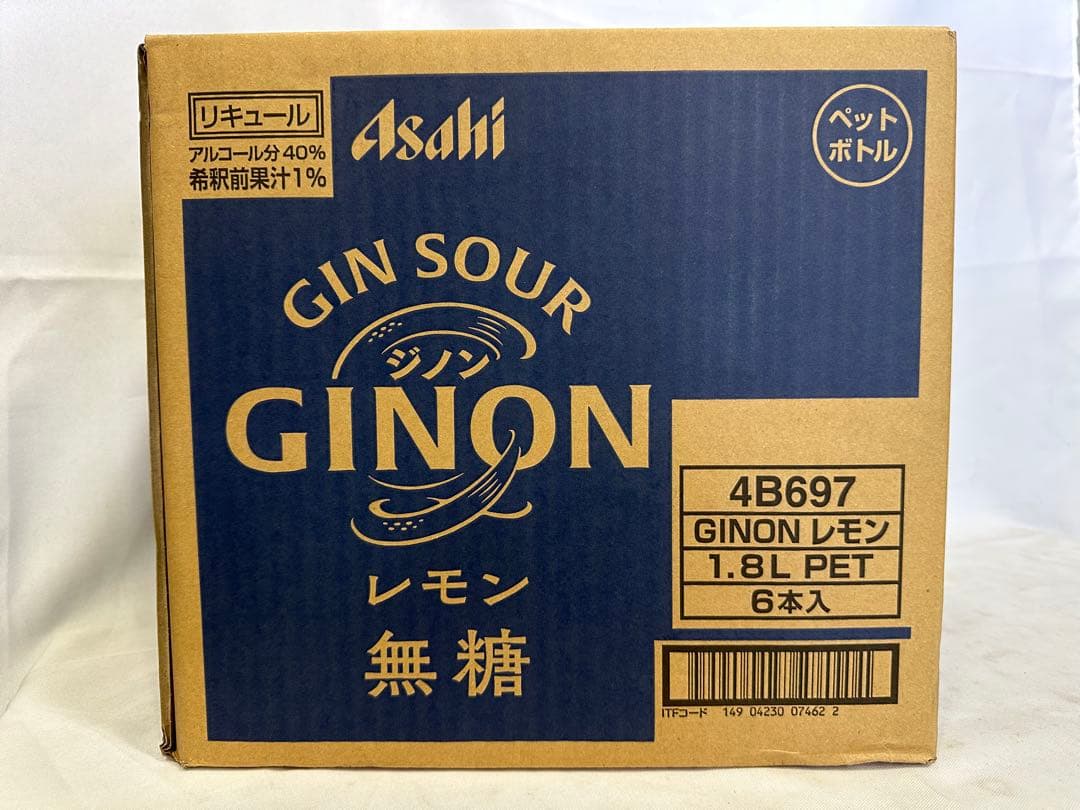 リキュール
アルコール分40%
希釈前果汁1%
Asahi
ペット
ボトル
GIN SOUR
ジノン
GINON
レモン
無糖
4B697
GINON レモン
1.8L PET
6本入
ITFコード 149 04230 07462 2